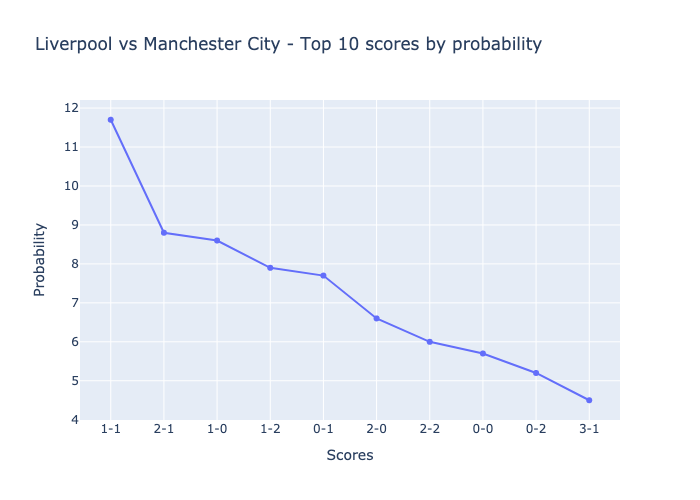 Liverpool vs Manchester City - Top 10 scores by probability
12
11
10
9
8
7
6
5
4
Probability
1-1 2-1 1-0 1-2 0-1 2-0 2-2 0-0 0-2 3-1
Scores